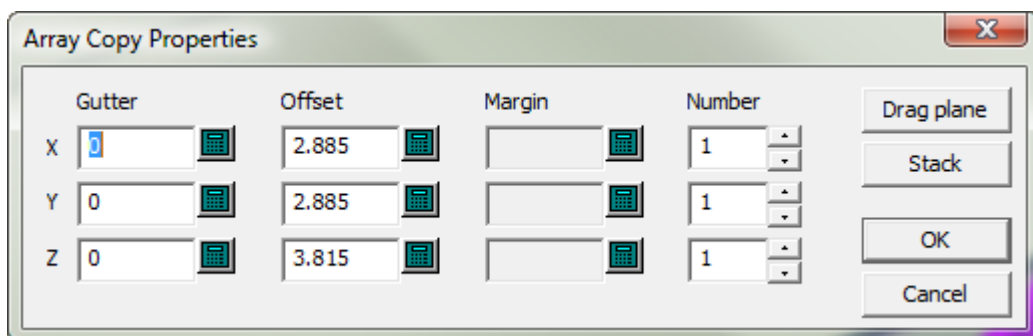 Array Copy Properties
Gutter Offset Margin Number
Drag plane
X 0 2.885 1
Stack
Y 0 2.885 1
OK
Z 0 3.815 1
Cancel